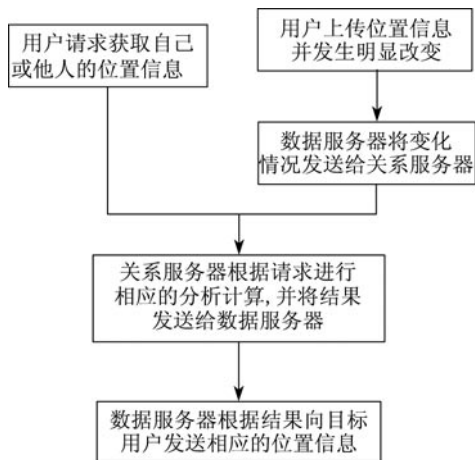 用户请求获取自己
或他人的位置信息
用户上传位置信息
并发生明显改变
数据服务器将变化
情况发送给关系服务器
关系服务器根据请求进行
相应的分析计算,并将结果
发送给数据服务器
数据服务器根据结果向目标
用户发送相应的位置信息